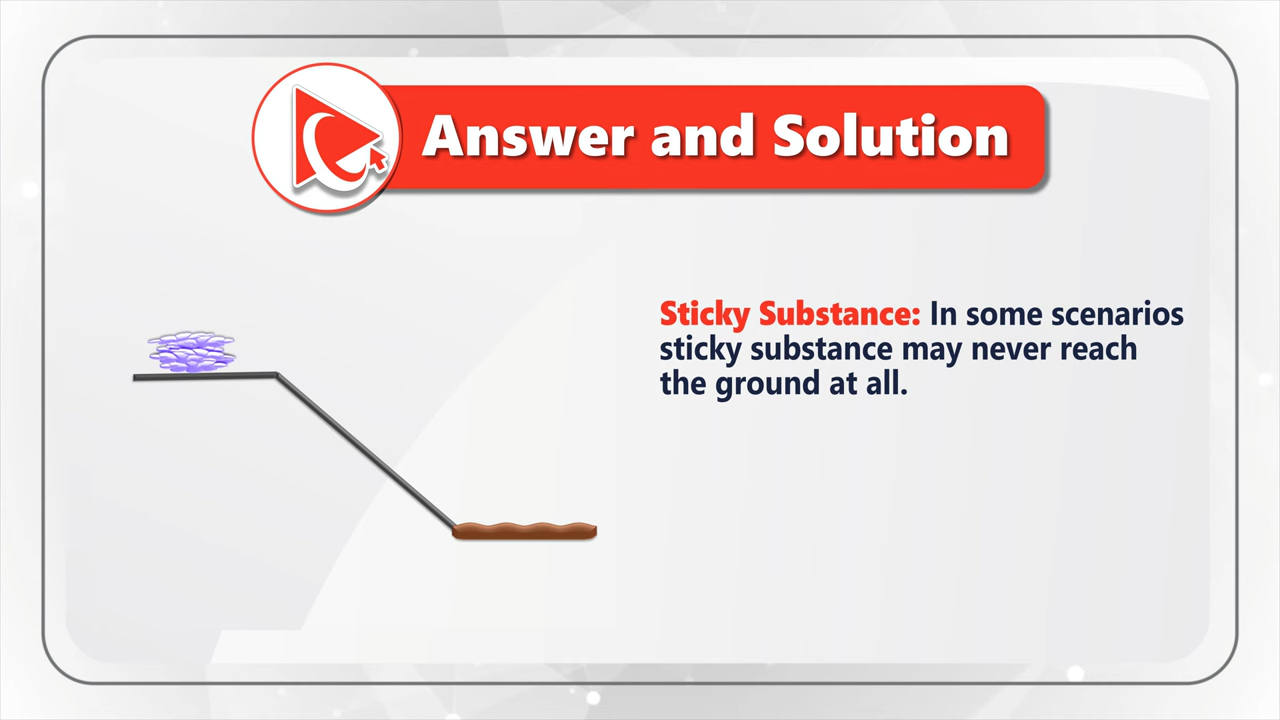 Answer and Solution
Sticky Substance: In some scenarios
sticky substance may never reach
the ground at all.